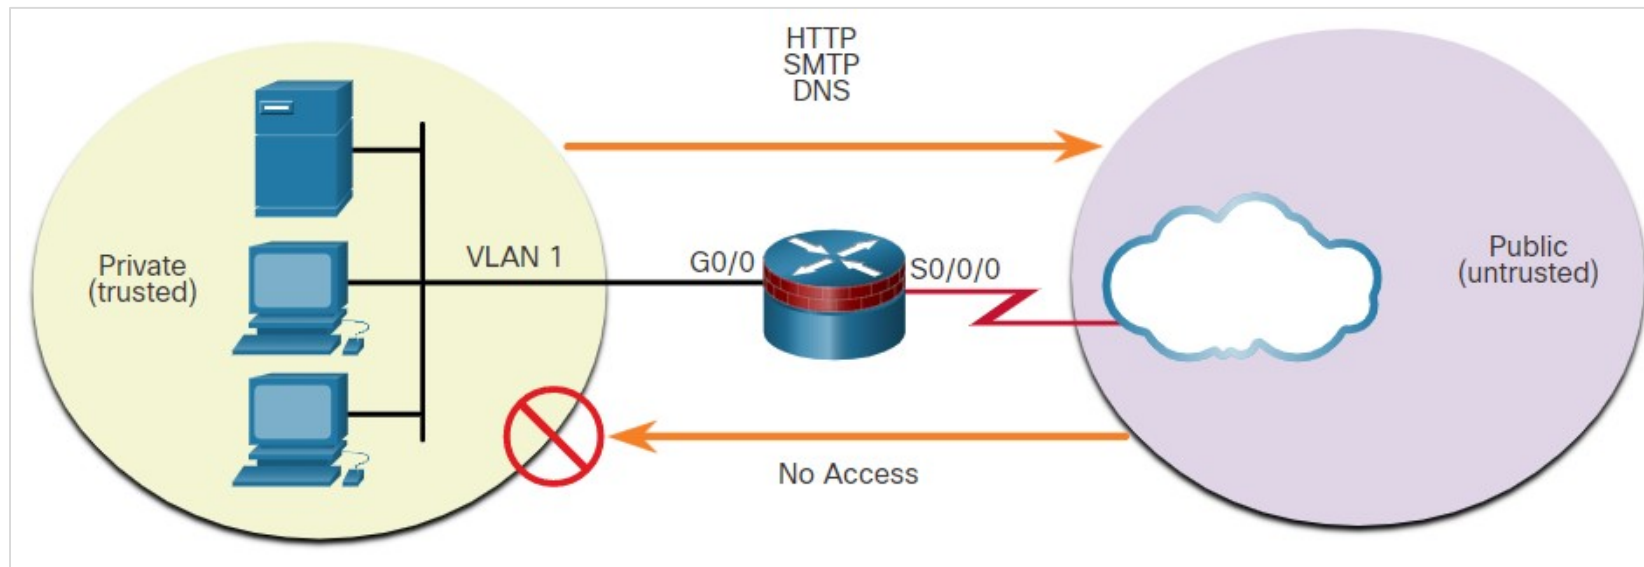 HTTP
SMTP
DNS
Private
(trusted)
VLAN 1
G0/0
S0/0/0
Public
(untrusted)
No Access